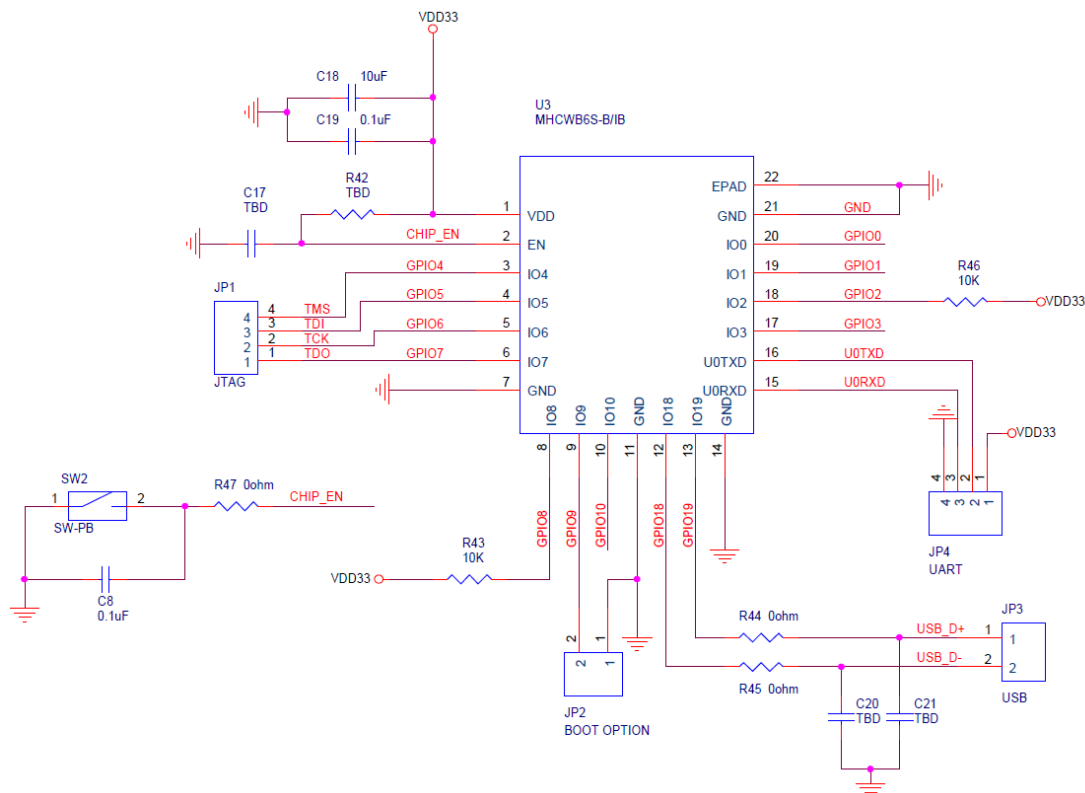 VDD33
C18 10uF
C19 0.1uF
U3
MHCWB6S-B/IB
R42
TBD
C17
TBD
1 VDD
CHIP_EN 2 EN
GPIO4 3 IO4
GPIO5 4 IO5
GPIO6 5 IO6
GPIO7 6 IO7
7 GND
JP1
4 4 TMS
3 3 TDI
2 2 TCK
1 1 TDO
JTAG
EPAD 22
GND 21 GND
IO0 20 GPIO0
IO1 19 GPIO1
IO2 18 GPIO2
IO3 17 GPIO3
U0TXD 16 U0TXD
U0RXD 15 U0RXD
R46
10K
VDD33
IO8 IO9 IO10 GND IO18 IO19 GND
8 9 10 11 12 13 14
GPIO8 GPIO9 GPIO10 GPIO18 GPIO19
VDD33
4 3 2 1
4 3 2 1
JP4
UART
SW2
1 2
SW-PB
R47 0ohm
CHIP_EN
C8
0.1uF
R43
10K
VDD33
2 1
2 1
JP2
BOOT OPTION
R44 0ohm
R45 0ohm
USB_D+ 1 1
USB_D- 2 2
JP3
USB
C20
TBD
C21
TBD